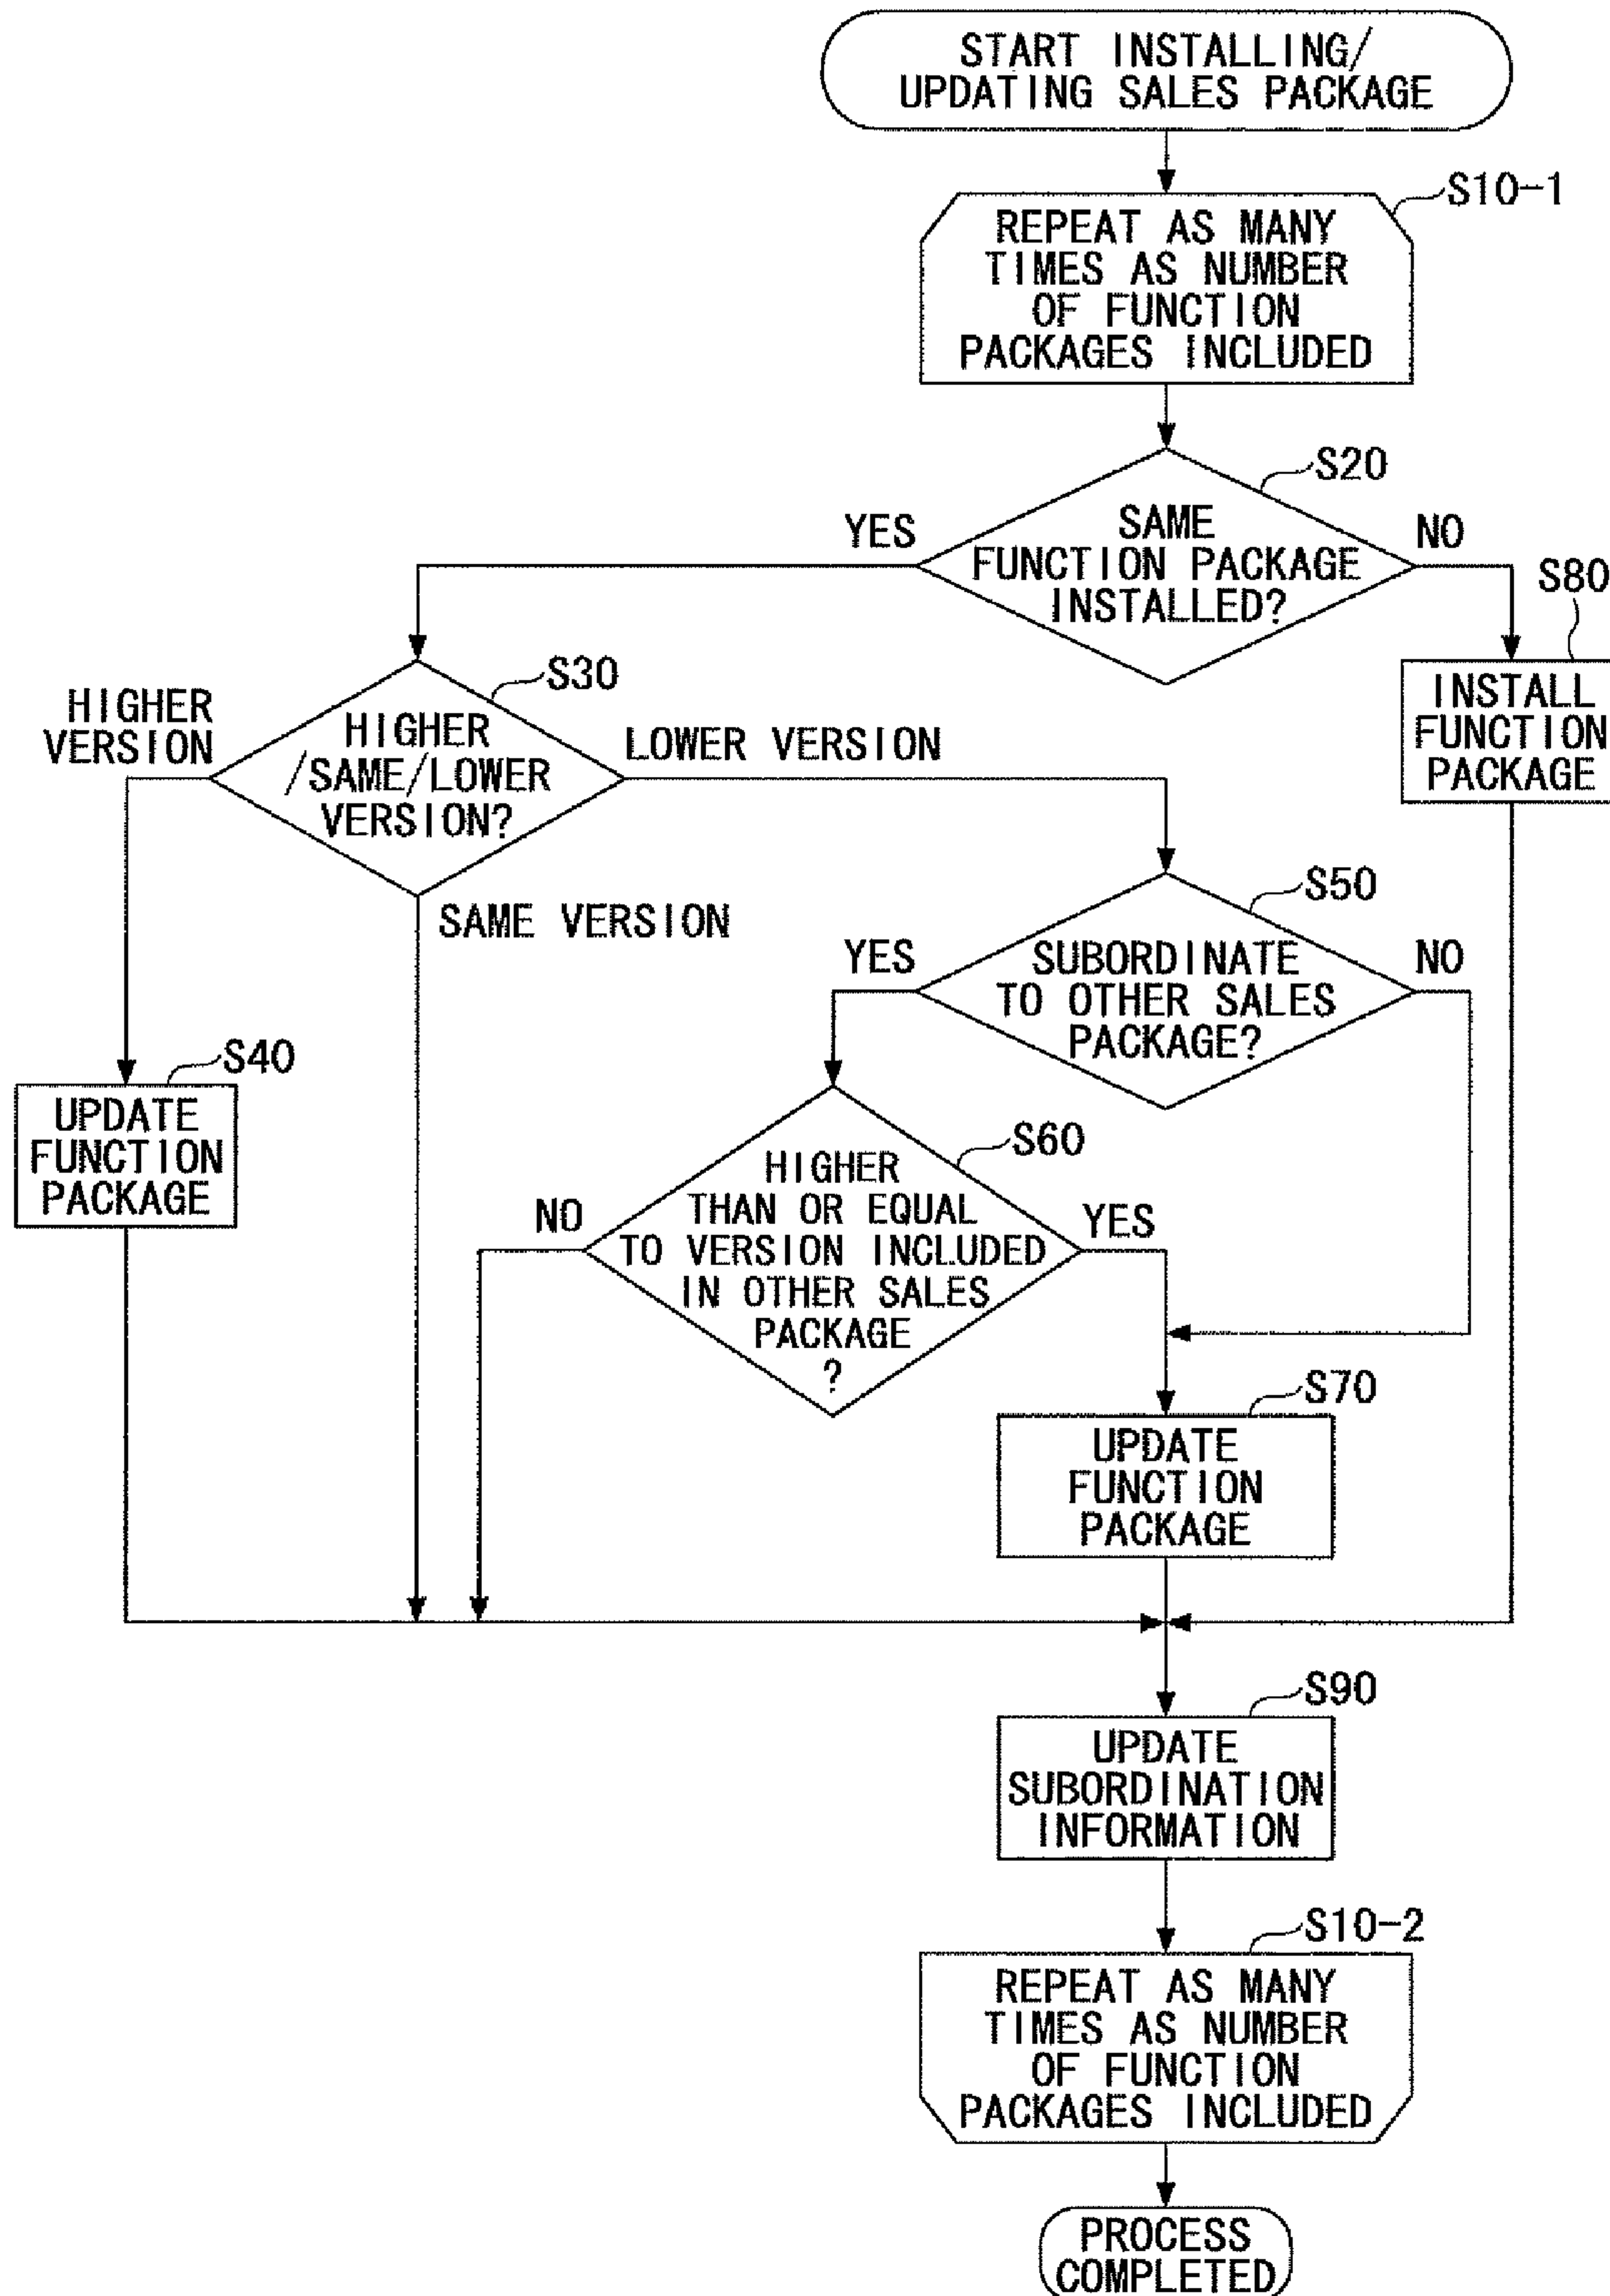 START INSTALLING/
UPDATING SALES PACKAGE
S10-1
REPEAT AS MANY
TIMES AS NUMBER
OF FUNCTION
PACKAGES INCLUDED
S20
YES
SAME
FUNCTION PACKAGE
INSTALLED?
NO
S80
INSTALL
FUNCTION
PACKAGE
S30
HIGHER
VERSION
HIGHER
/SAME/LOWER
VERSION?
LOWER VERSION
SAME VERSION
S50
YES
SUBORDINATE
TO OTHER SALES
PACKAGE?
NO
S40
UPDATE
FUNCTION
PACKAGE
S60
NO
HIGHER
THAN OR EQUAL
TO VERSION INCLUDED
IN OTHER SALES
PACKAGE
?
YES
S70
UPDATE
FUNCTION
PACKAGE
S90
UPDATE
SUBORDINATION
INFORMATION
S10-2
REPEAT AS MANY
TIMES AS NUMBER
OF FUNCTION
PACKAGES INCLUDED
PROCESS
COMPLETED